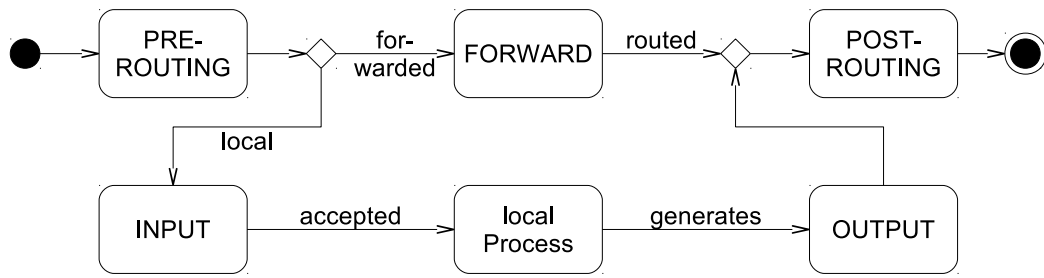 PRE-
ROUTING
for-
warded
FORWARD
routed
POST-
ROUTING
local
INPUT
accepted
local
Process
generates
OUTPUT